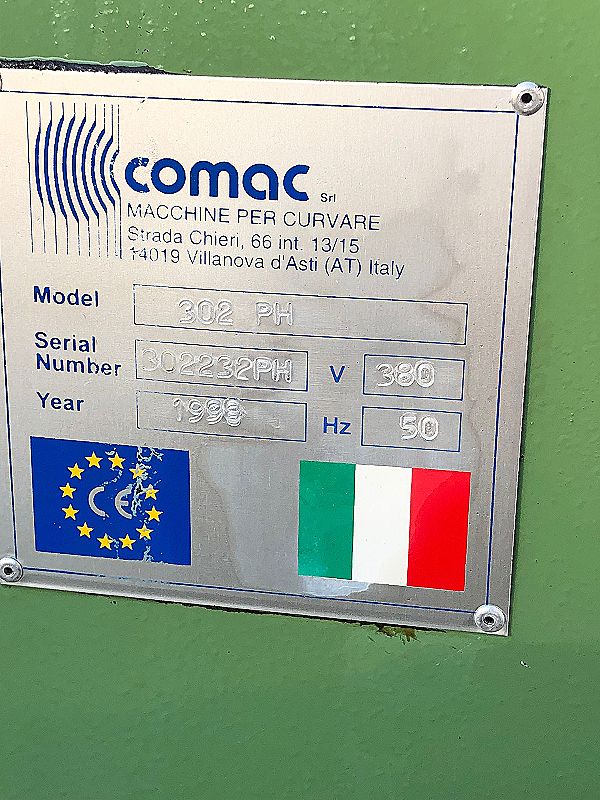 comac Srl
MACCHINE PER CURVARE
Strada Chieri, 66 int. 13/15
14019 Villanova d'Asti (AT) Italy
Model 302 PH
Serial Number 302232PH V 380
Year 1998 Hz 50
CE